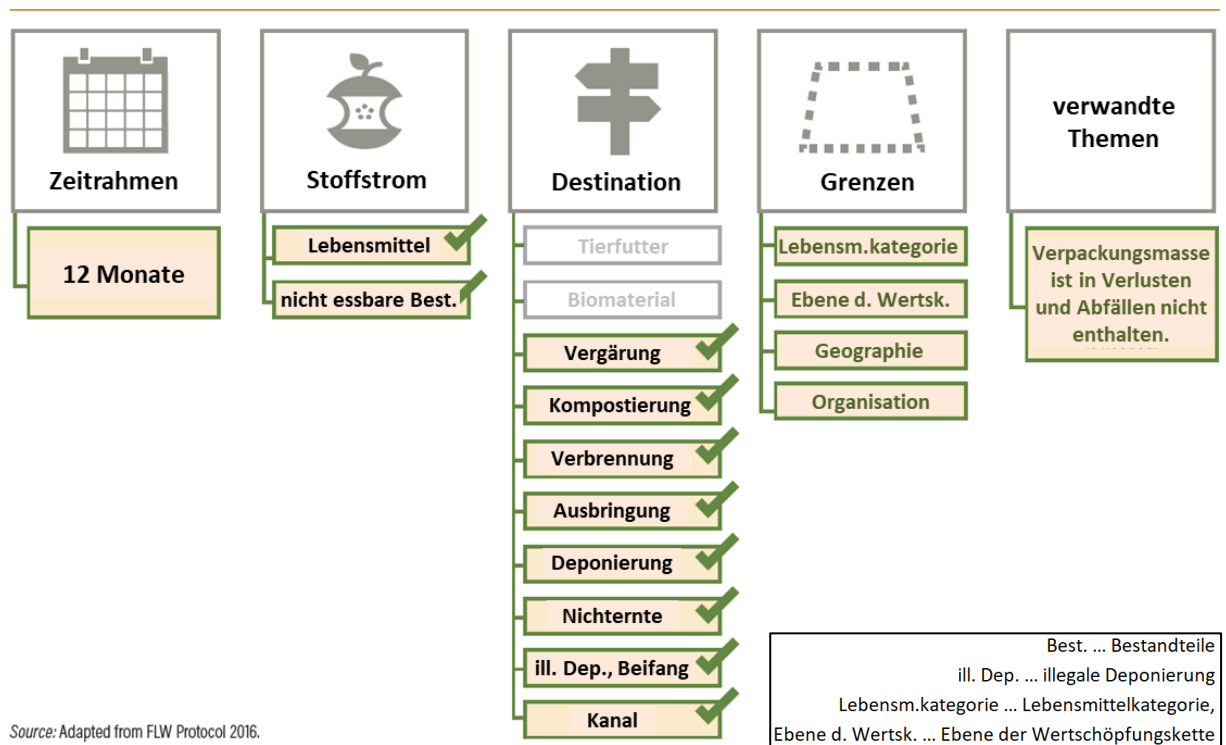 Zeitrahmen
12 Monate
Stoffstrom
Lebensmittel
nicht essbare Best.
Destination
Tierfutter
Biomaterial
Vergärung
Kompostierung
Verbrennung
Ausbringung
Deponierung
Nichternte
ill. Dep., Beifang
Kanal
Grenzen
Lebensm.kategorie
Ebene d. Wertsk.
Geographie
Organisation
verwandte
Themen
Verpackungsmasse
ist in Verlusten
und Abfällen nicht
enthalten.
Best. ... Bestandteile
ill. Dep. ... illegale Deponierung
Lebensm.kategorie ... Lebensmittelkategorie,
Ebene d. Wertsk. ... Ebene der Wertschöpfungskette
Source: Adapted from FLW Protocol 2016.